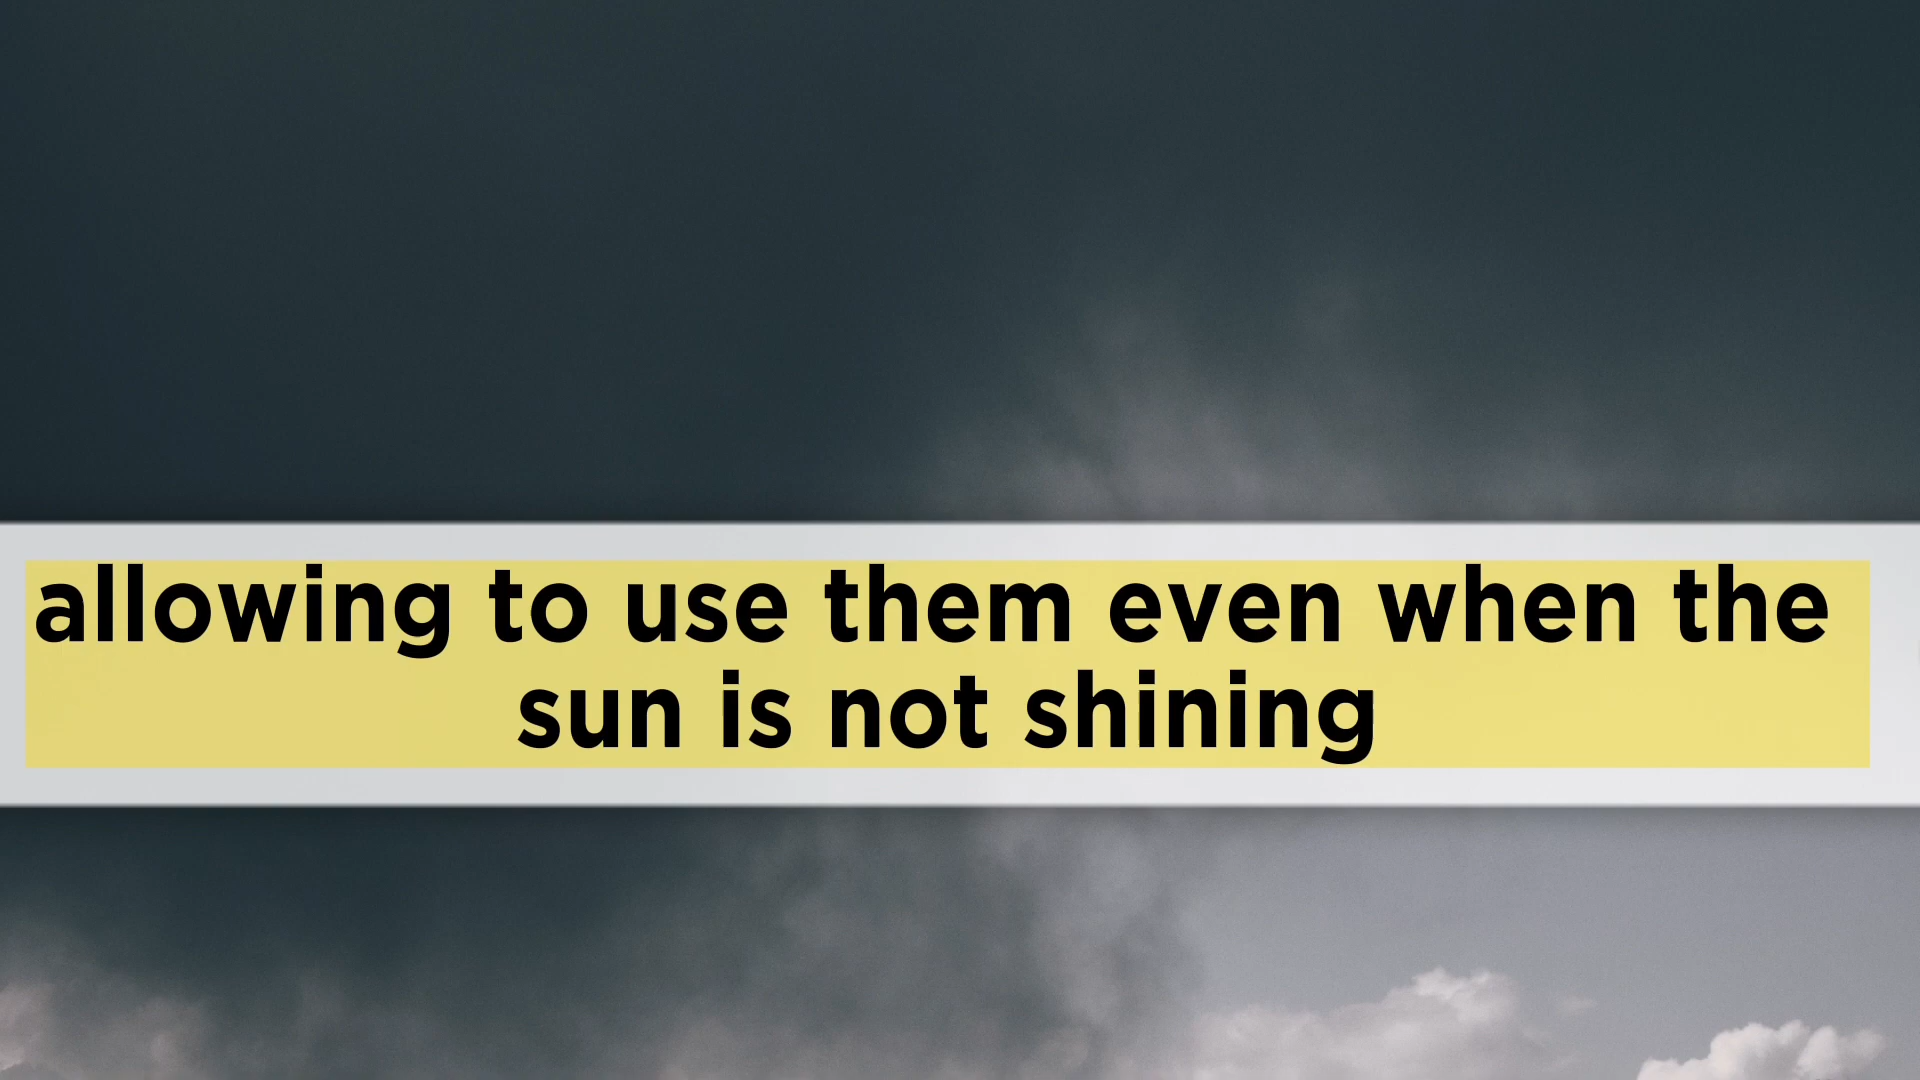 allowing to use them even when the
sun is not shining